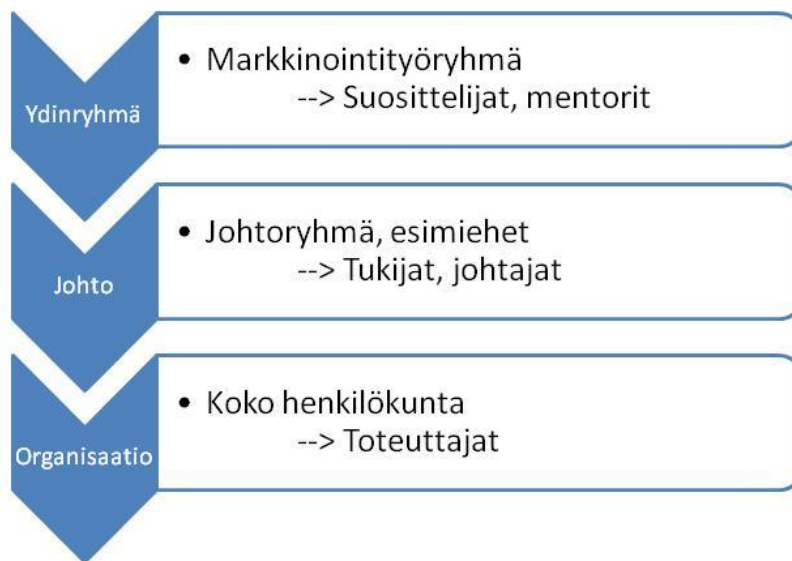 Ydinryhmä
• Markkinointityöryhmä
--> Suosittelijat, mentorit
Johto
• Johtoryhmä, esimiehet
--> Tukijat, johtajat
Organisaatio
• Koko henkilökunta
--> Toteuttajat